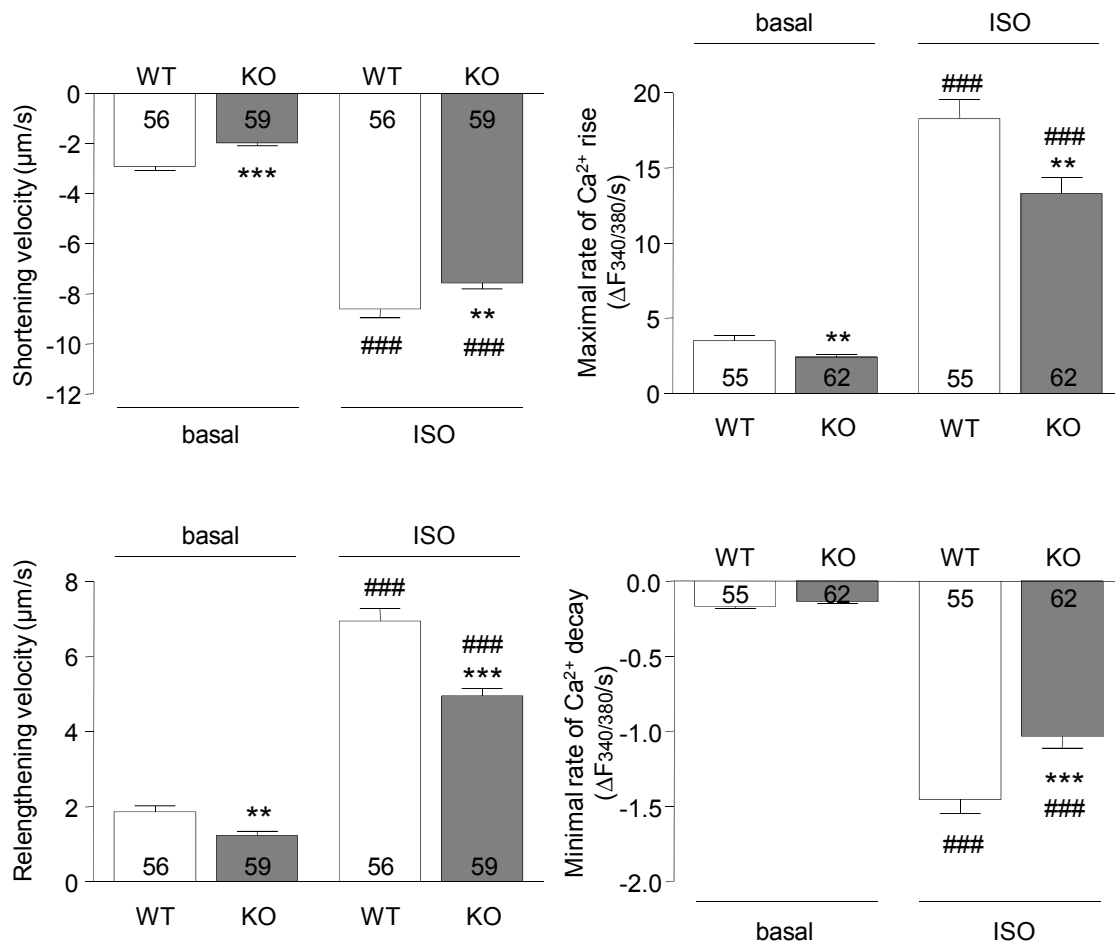 WT KO WT KO
0
-2
-4
-6
-8
-10
-12
Shortening velocity (µm/s)
56 59 56 59
***
###
**
###
basal ISO
basal ISO
20
15
10
5
0
Maximal rate of Ca²⁺ rise
(ΔF340/380/s)
###
###
**
**
55 62 55 62
WT KO WT KO
basal ISO
8
6
4
2
0
Relengthening velocity (µm/s)
###
###
***
**
56 59 56 59
WT KO WT KO
WT KO WT KO
0.0
-0.5
-1.0
-1.5
-2.0
Minimal rate of Ca²⁺ decay
(ΔF340/380/s)
55 62 55 62
***
###
###
basal ISO